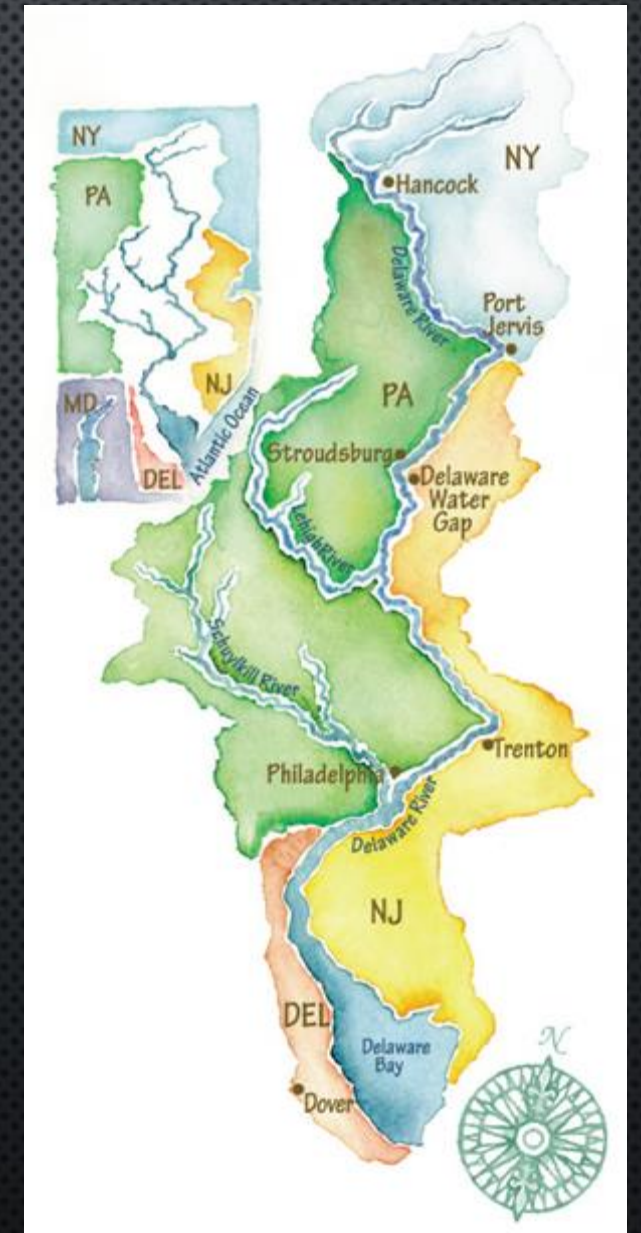 NY
PA
MD
NJ
DEL
Atlantic Ocean
NY
Hancock
Delaware River
Port
Jervis
PA
Stroudsburg
Delaware
Water
Gap
Lehigh River
Schuylkill River
Trenton
Philadelphia
Delaware River
NJ
DEL
Delaware
Bay
Dover
N